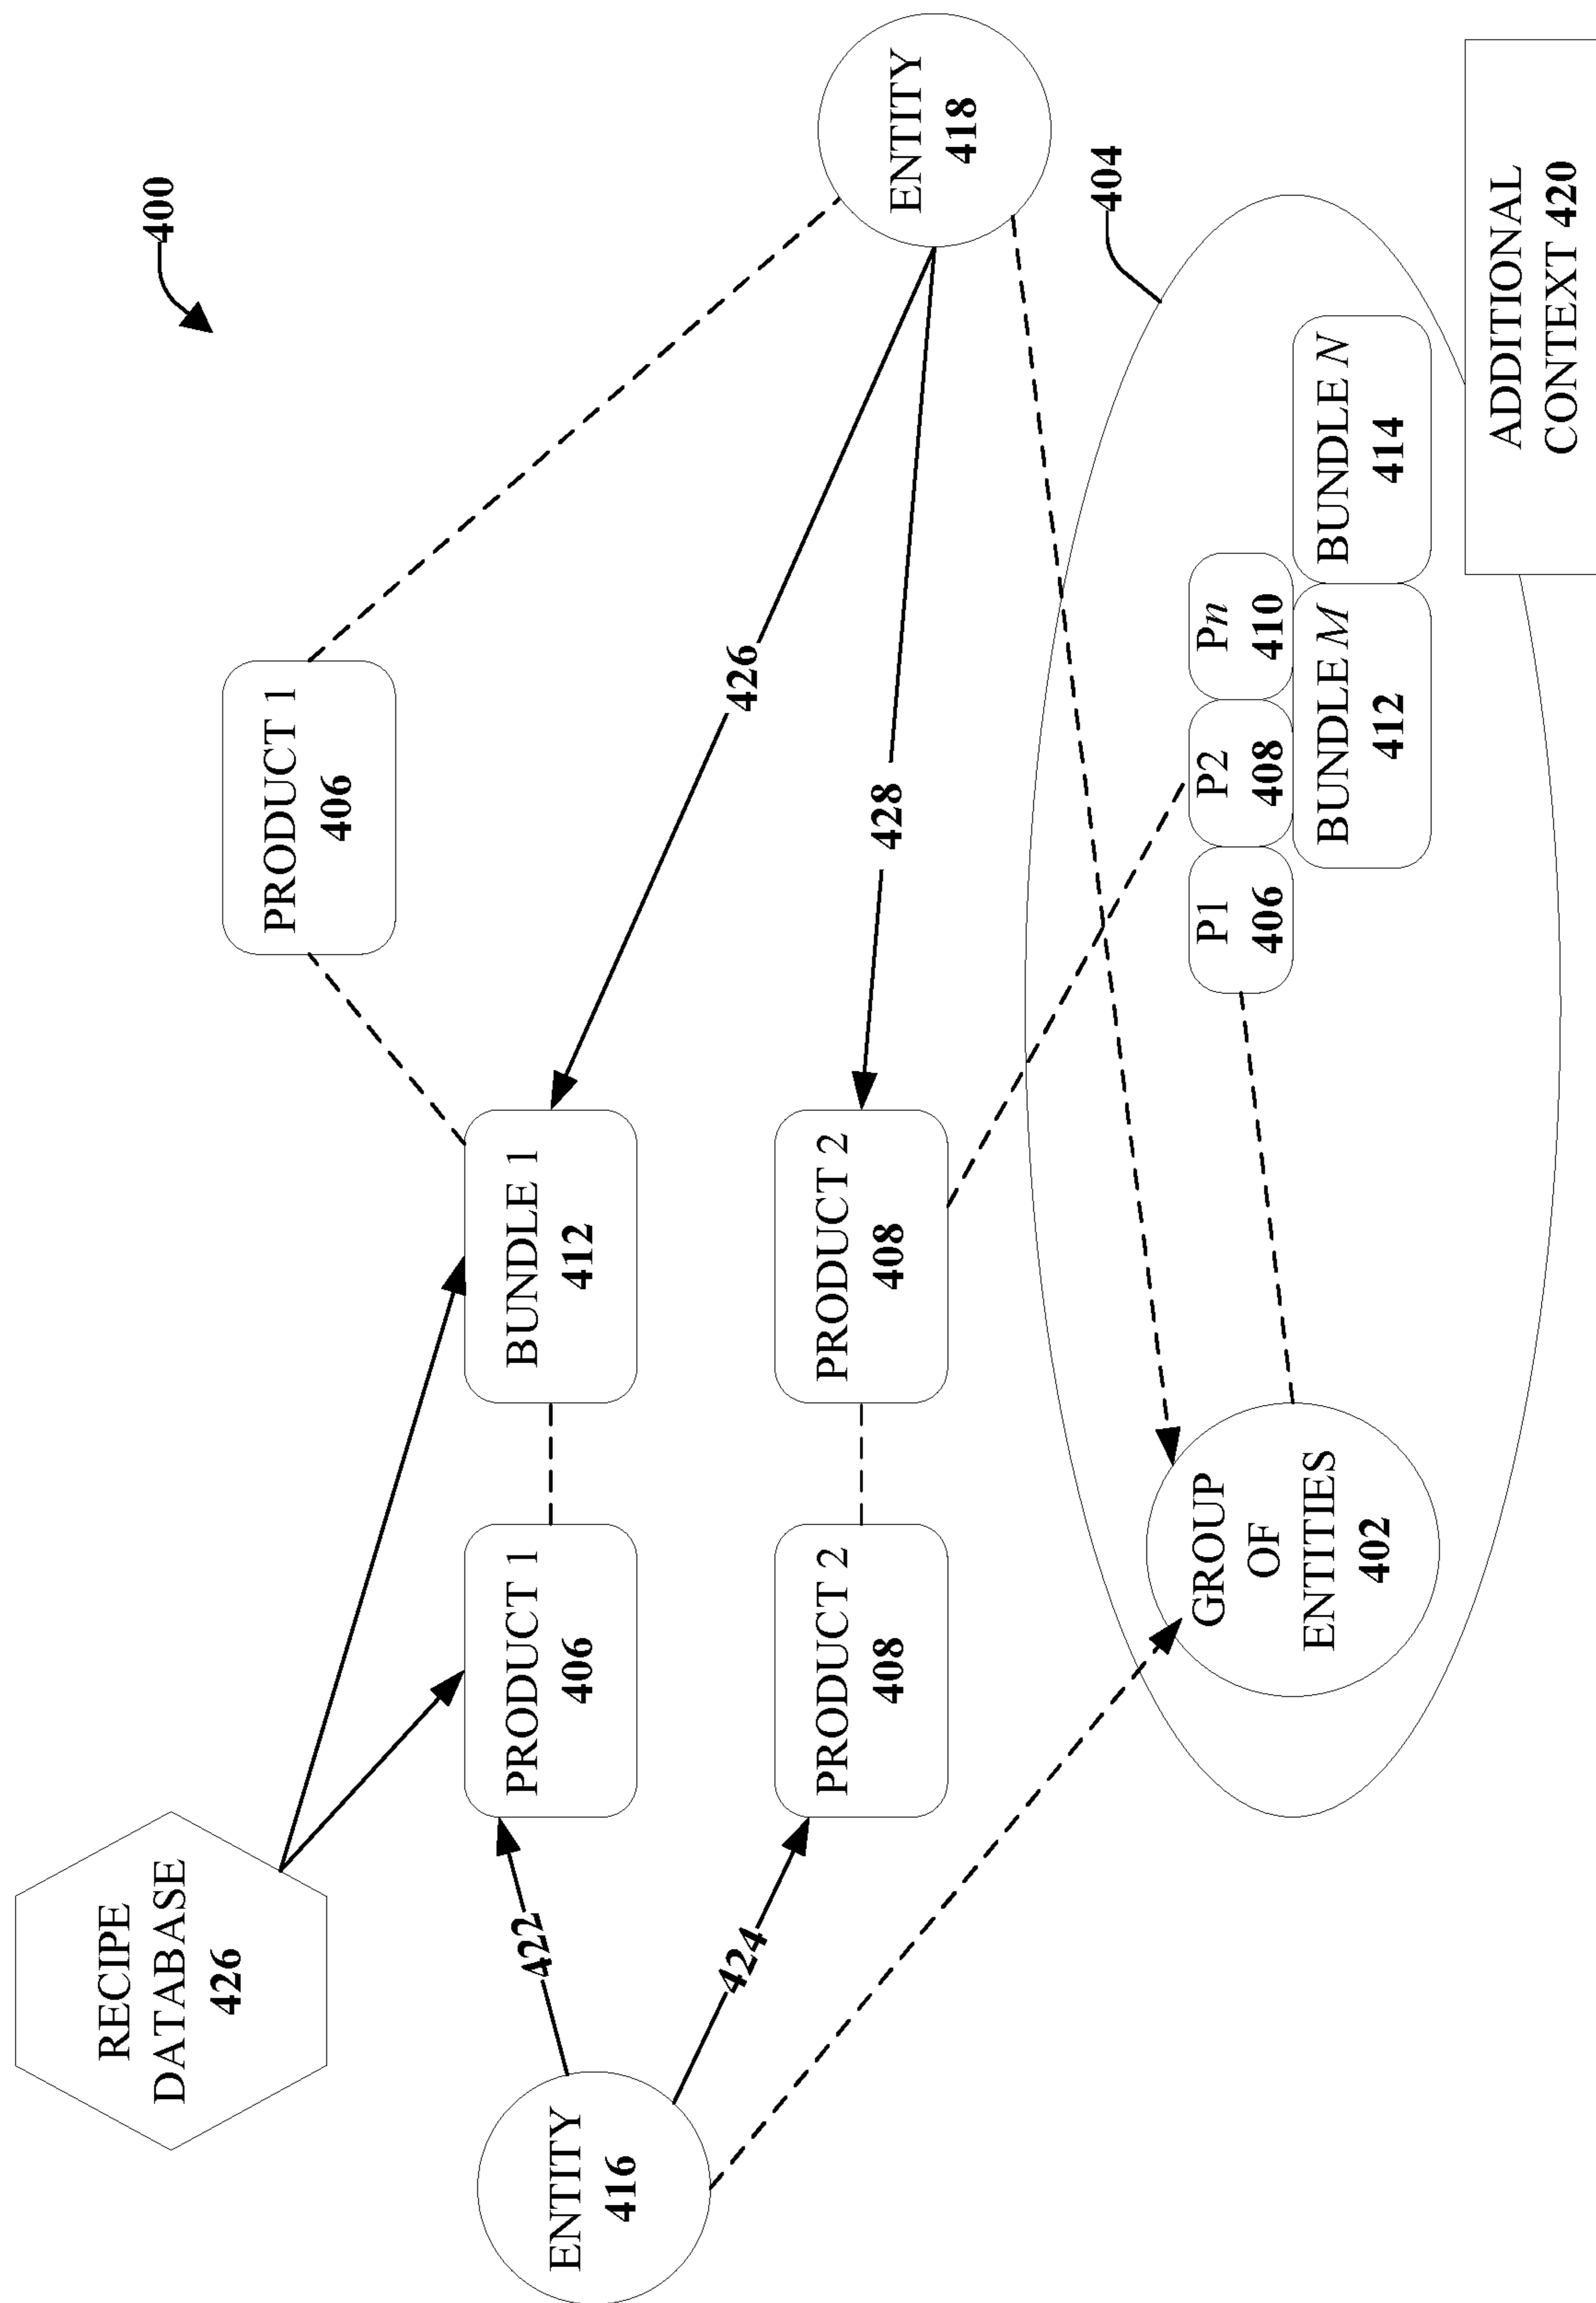 400
RECIPE
DATABASE
426
PRODUCT 1
406
ENTITY
416
422
424
PRODUCT 1
406
BUNDLE 1
412
426
PRODUCT 2
408
PRODUCT 2
408
428
ENTITY
418
404
GROUP
OF
ENTITIES
402
P1
406
P2
408
Pn
410
BUNDLE M
412
BUNDLE N
414
ADDITIONAL
CONTEXT 420